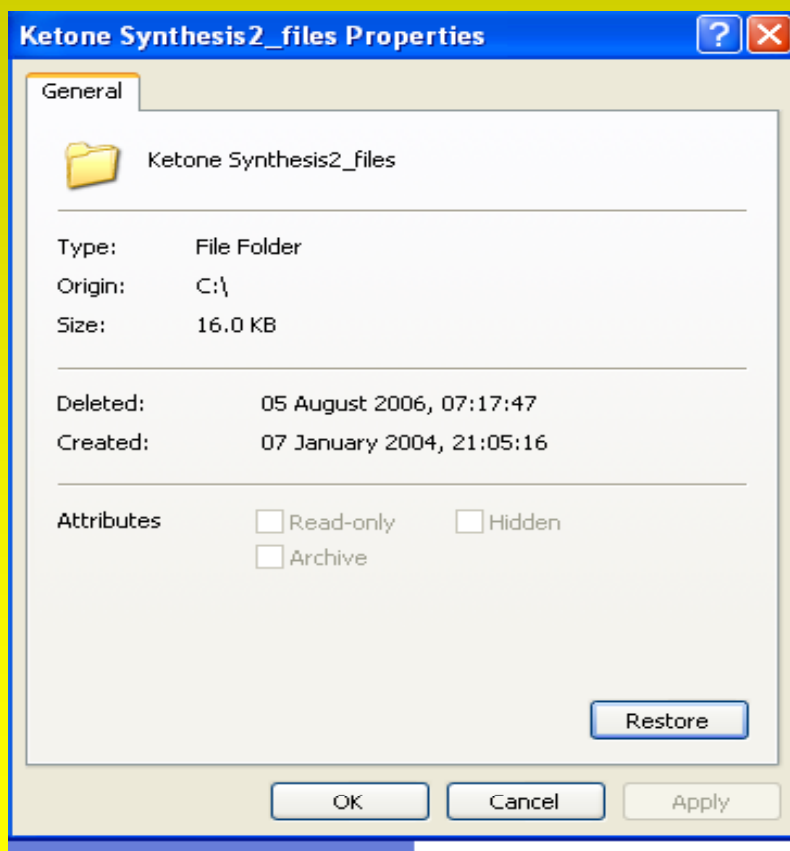 Ketone Synthesis2_files Properties
General
Ketone Synthesis2_files
Type: File Folder
Origin: C:\
Size: 16.0 KB
Deleted: 05 August 2006, 07:17:47
Created: 07 January 2004, 21:05:16
Attributes Read-only Hidden
Archive
Restore
OK Cancel Apply